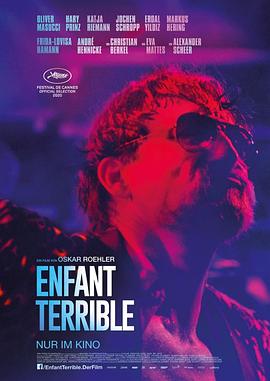 OLIVER MASUCCI HARY PRINZ KATJA RIEMANN JOCHEN SCHROPP ERDAL YILDIZ MARKUS HERING
FRIDA-LOVISA HAMANN ANDRÉ HENNICKE CHRISTIAN BERKEL EVA MATTES ALEXANDER SCHEER
FESTIVAL DE CANNES
OFFICIAL SELECTION
2020
EIN FILM VON OSKAR ROEHLER
ENFANT
TERRIBLE
NUR IM KINO
/EnfantTerrible.DerFilm